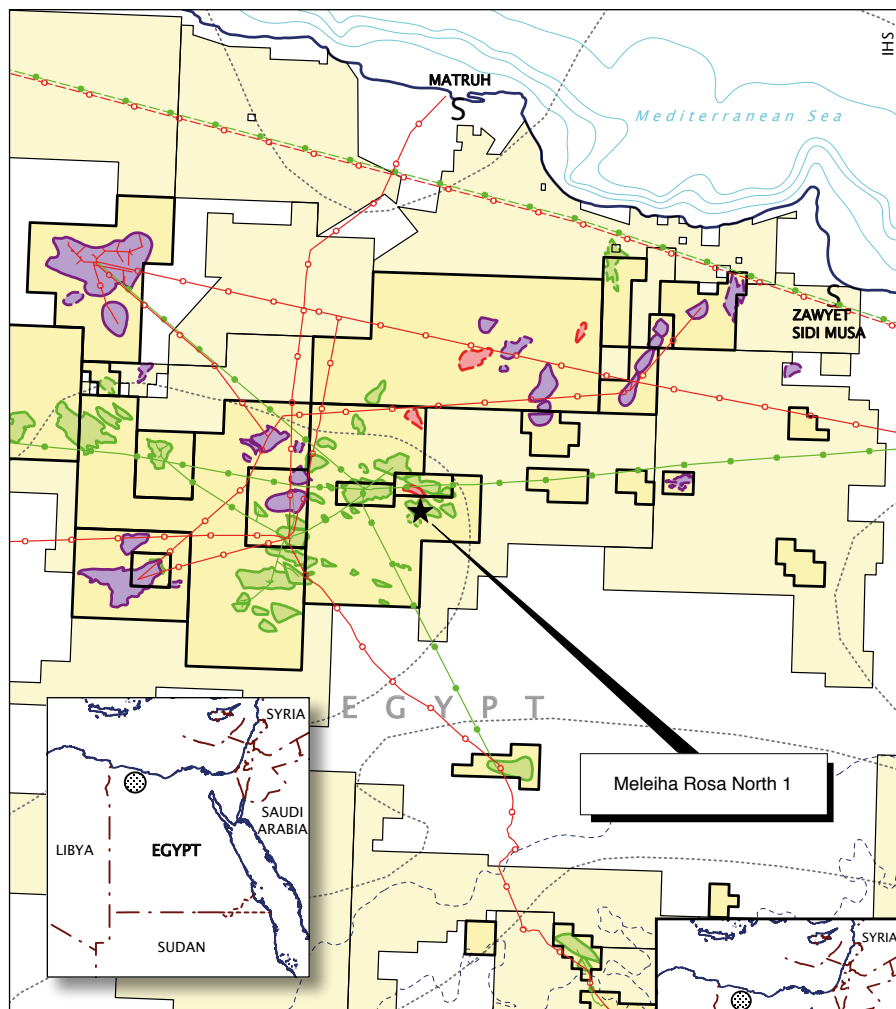 IHS
MATRUH
Mediterranean Sea
ZAWYET
SIDI MUSA
EGYPT
Meleiha Rosa North 1
SYRIA
SAUDI
ARABIA
LIBYA
EGYPT
SUDAN
SYRIA